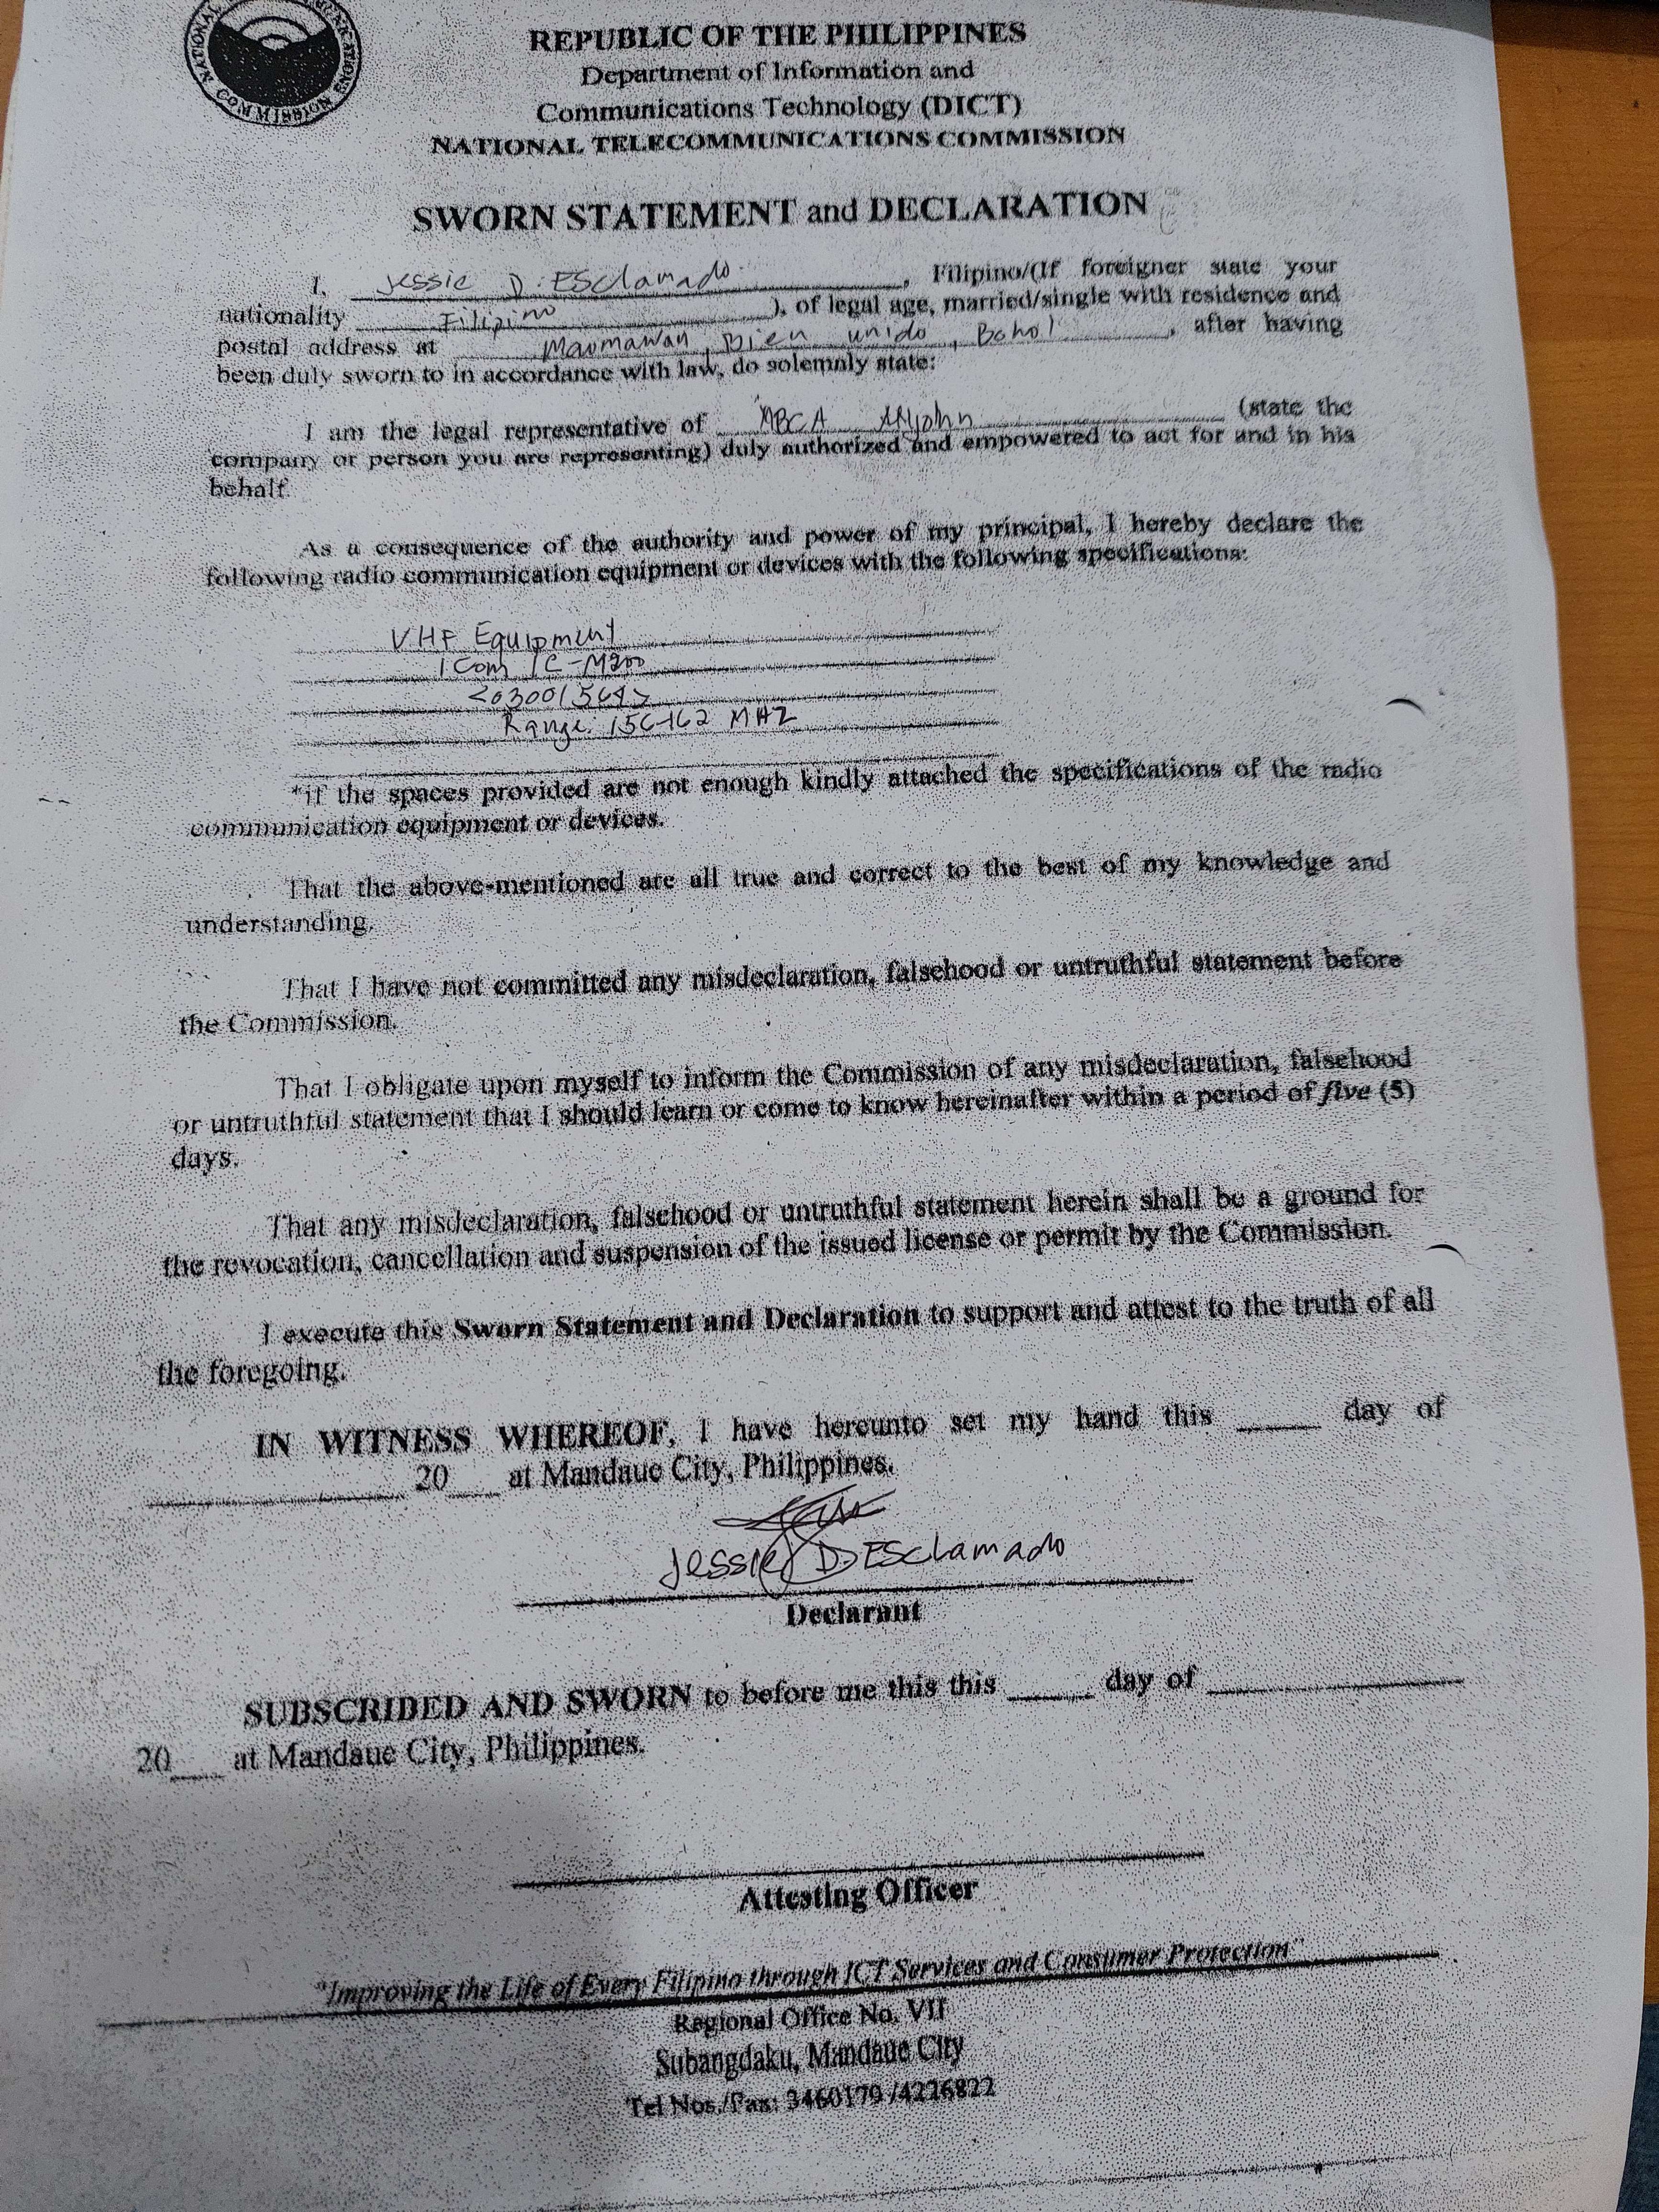 NATIONAL COMMISSION
REPUBLIC OF THE PHILIPPINES
Department of Information and
Communications Technology (DICT)
NATIONAL TELECOMMUNICATIONS COMMISSION
SWORN STATEMENT and DECLARATION
I, Jessie D. ESclamado, Filipino/(If foreigner state your
nationality Filipino ), of legal age, married/single with residence and
postal address at Bien unido, Bohol, after having
been duly sworn to in accordance with law, do solemnly state:
I am the legal representative of MBCA (state the
company or person you are representing) duly authorized and empowered to act for and in his
behalf.
As a consequence of the authority and power of my principal, I hereby declare the
following radio communication equipment or devices with the following specifications:
VHF Equipment
ICom IC-M200
Range: 156-162 MHZ
*if the spaces provided are not enough kindly attached the specifications of the radio
communication equipment or devices.
That the above-mentioned are all true and correct to the best of my knowledge and
understanding.
That I have not committed any misdeclaration, falsehood or untruthful statement before
the Commission.
That I obligate upon myself to inform the Commission of any misdeclaration, falsehood
or untruthful statement that I should learn or come to know hereinafter within a period of five (5)
days.
That any misdeclaration, falsehood or untruthful statement herein shall be a ground for
the revocation, cancellation and suspension of the issued license or permit by the Commission.
I execute this Sworn Statement and Declaration to support and attest to the truth of all
the foregoing.
IN WITNESS WHEREOF, I have hereunto set my hand this ____ day of
____ 20__ at Mandaue City, Philippines.
Jessie D. ESclamado
Declarant
SUBSCRIBED AND SWORN to before me this this ____ day of ____
20__ at Mandaue City, Philippines.
Attesting Officer
"Improving the Life of Every Filipino through ICT Services and Consumer Protection"
Regional Office No. VII
Subangdaku, Mandaue City
Tel Nos./Fax: 3460179 /4226822